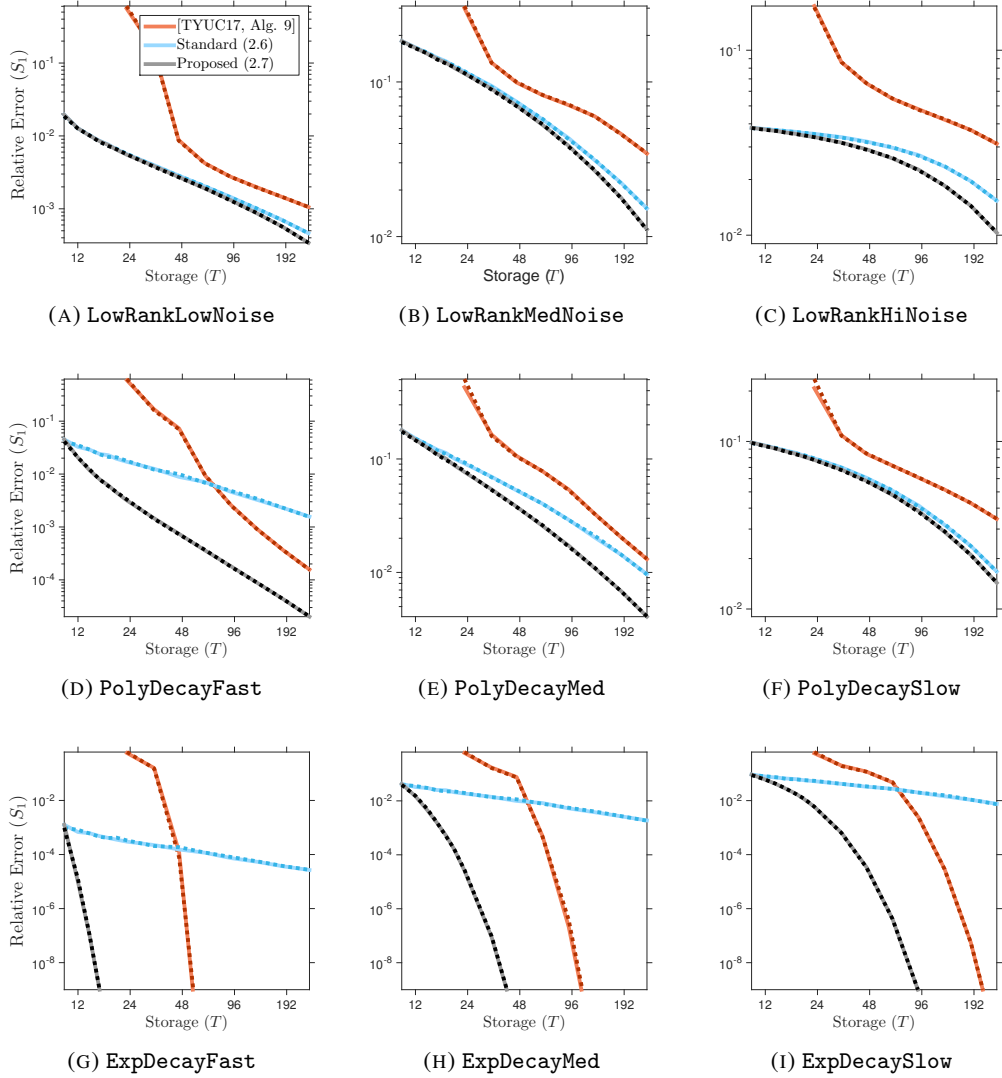 [TYUC17, Alg. 9]
Standard (2.6)
Proposed (2.7)
Relative Error (S₁)
10⁻¹
10⁻²
10⁻³
12 24 48 96 192
Storage (T)
(A) LowRankLowNoise
10⁻¹
10⁻²
12 24 48 96 192
Storage (T)
(B) LowRankMedNoise
10⁻¹
10⁻²
12 24 48 96 192
Storage (T)
(C) LowRankHiNoise
Relative Error (S₁)
10⁻¹
10⁻²
10⁻³
10⁻⁴
12 24 48 96 192
Storage (T)
(D) PolyDecayFast
10⁻¹
10⁻²
12 24 48 96 192
Storage (T)
(E) PolyDecayMed
10⁻¹
10⁻²
12 24 48 96 192
Storage (T)
(F) PolyDecaySlow
Relative Error (S₁)
10⁻²
10⁻⁴
10⁻⁶
10⁻⁸
12 24 48 96 192
Storage (T)
(G) ExpDecayFast
10⁻²
10⁻⁴
10⁻⁶
10⁻⁸
12 24 48 96 192
Storage (T)
(H) ExpDecayMed
10⁻²
10⁻⁴
10⁻⁶
10⁻⁸
12 24 48 96 192
Storage (T)
(I) ExpDecaySlow